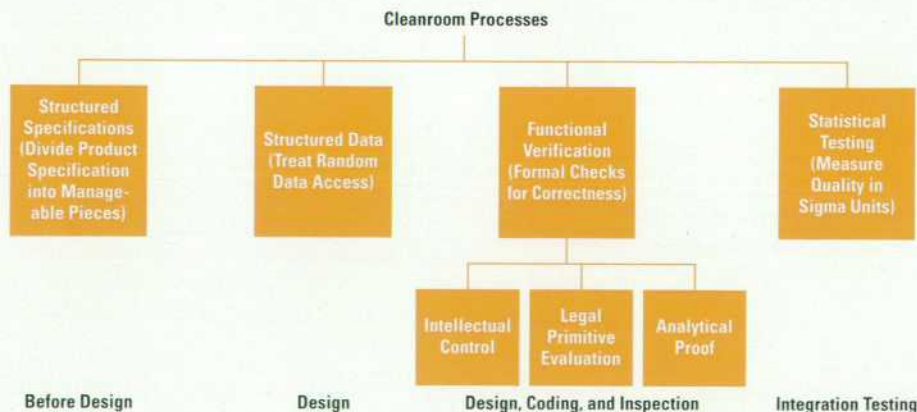 Cleanroom Processes
Structured
Specifications
(Divide Product
Specification
into Manage-
able Pieces)
Structured Data
(Treat Random
Data Access)
Functional
Verification
(Formal Checks
for Correctness)
Statistical
Testing
(Measure
Quality in
Sigma Units)
Intellectual
Control
Legal
Primitive
Evaluation
Analytical
Proof
Before Design
Design
Design, Coding, and Inspection
Integration Testing